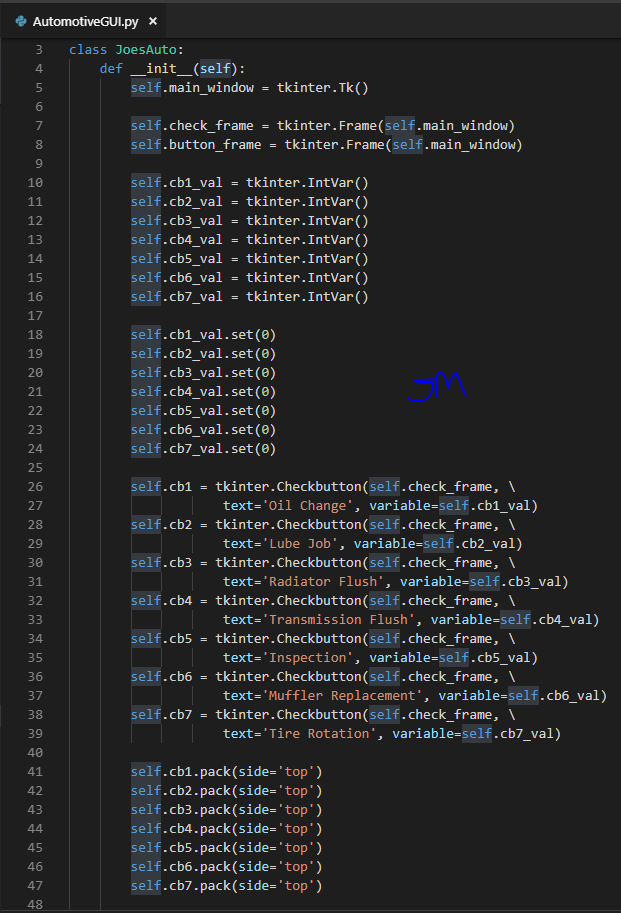 AutomotiveGUI.py ×
3 class JoesAuto:
4 def __init__(self):
5 self.main_window = tkinter.Tk()
6
7 self.check_frame = tkinter.Frame(self.main_window)
8 self.button_frame = tkinter.Frame(self.main_window)
9
10 self.cb1_val = tkinter.IntVar()
11 self.cb2_val = tkinter.IntVar()
12 self.cb3_val = tkinter.IntVar()
13 self.cb4_val = tkinter.IntVar()
14 self.cb5_val = tkinter.IntVar()
15 self.cb6_val = tkinter.IntVar()
16 self.cb7_val = tkinter.IntVar()
17
18 self.cb1_val.set(0)
19 self.cb2_val.set(0)
20 self.cb3_val.set(0)
21 self.cb4_val.set(0)
22 self.cb5_val.set(0)
23 self.cb6_val.set(0)
24 self.cb7_val.set(0)
JM
25
26 self.cb1 = tkinter.Checkbutton(self.check_frame, \
27 text='Oil Change', variable=self.cb1_val)
28 self.cb2 = tkinter.Checkbutton(self.check_frame, \
29 text='Lube Job', variable=self.cb2_val)
30 self.cb3 = tkinter.Checkbutton(self.check_frame, \
31 text='Radiator Flush', variable=self.cb3_val)
32 self.cb4 = tkinter.Checkbutton(self.check_frame, \
33 text='Transmission Flush', variable=self.cb4_val)
34 self.cb5 = tkinter.Checkbutton(self.check_frame, \
35 text='Inspection', variable=self.cb5_val)
36 self.cb6 = tkinter.Checkbutton(self.check_frame, \
37 text='Muffler Replacement', variable=self.cb6_val)
38 self.cb7 = tkinter.Checkbutton(self.check_frame, \
39 text='Tire Rotation', variable=self.cb7_val)
40
41 self.cb1.pack(side='top')
42 self.cb2.pack(side='top')
43 self.cb3.pack(side='top')
44 self.cb4.pack(side='top')
45 self.cb5.pack(side='top')
46 self.cb6.pack(side='top')
47 self.cb7.pack(side='top')
48